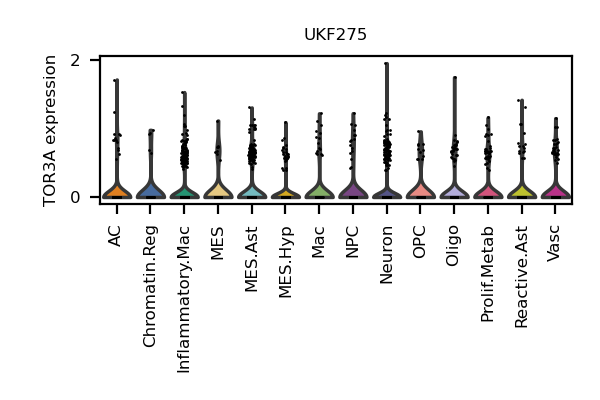 UKF275
TOR3A expression
2
0
AC
Chromatin.Reg
Inflammatory.Mac
MES
MES.Ast
MES.Hyp
Mac
NPC
Neuron
OPC
Oligo
Prolif.Metab
Reactive.Ast
Vasc